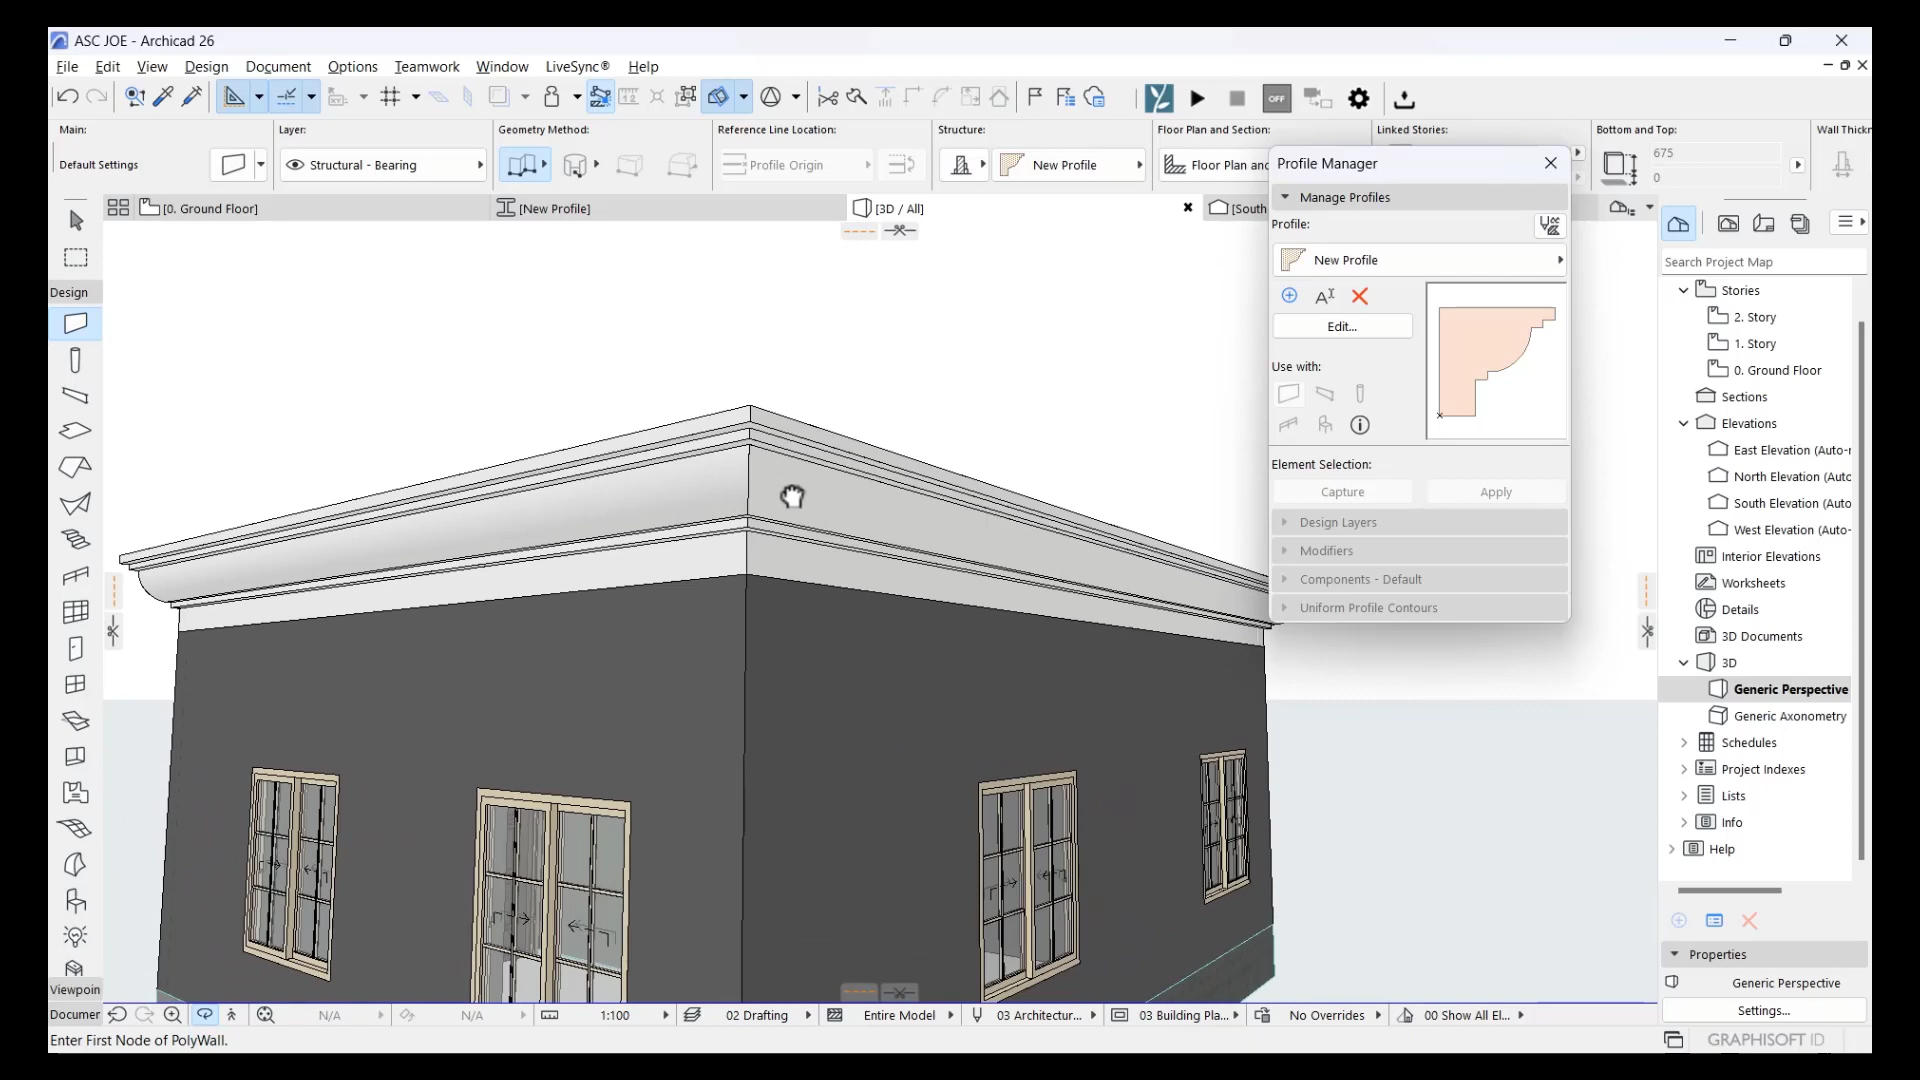 ASC JOE - Archicad 26
File Edit View Design Document Options Teamwork Window LiveSync® Help
OFF
Main: Layer: Geometry Method: Reference Line Location: Structure: Floor Plan and Section: Linked Stories: Bottom and Top: Wall Thickn
Default Settings Structural - Bearing Profile Origin New Profile Floor Plan and 675
0
[0. Ground Floor] [New Profile] [3D / All] [South
Profile Manager
Manage Profiles
Profile:
New Profile
Edit...
Use with:
Element Selection:
Capture Apply
Design Layers
Modifiers
Components - Default
Uniform Profile Contours
Design
Viewpoin
Documer
Search Project Map
Stories
2. Story
1. Story
0. Ground Floor
Sections
Elevations
East Elevation (Auto-r
North Elevation (Autc
South Elevation (Auto
West Elevation (Auto-
Interior Elevations
Worksheets
Details
3D Documents
3D
Generic Perspective
Generic Axonometry
Schedules
Project Indexes
Lists
Info
Help
Properties
Generic Perspective
Settings...
N/A N/A 1:100 02 Drafting Entire Model 03 Architectur... 03 Building Pla... No Overrides 00 Show All El...
Enter First Node of PolyWall.
GRAPHISOFT ID